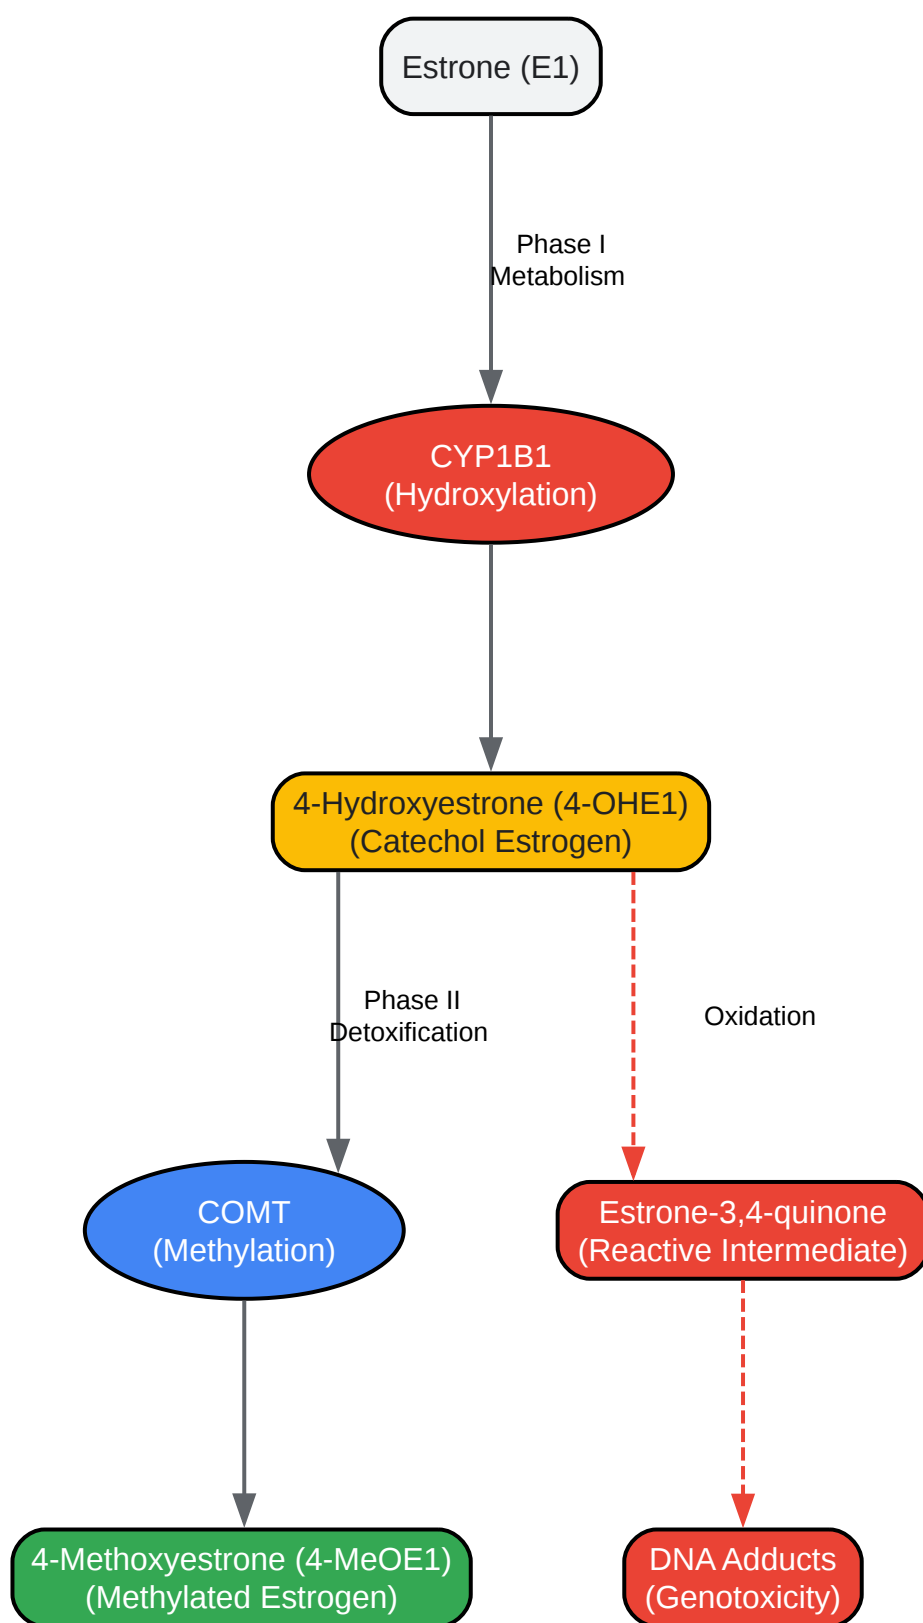 Estrone (E1)
Phase I
Metabolism
CYP1B1
(Hydroxylation)
4-Hydroxyestrone (4-OHE1)
(Catechol Estrogen)
Phase II
Detoxification
Oxidation
COMT
(Methylation)
Estrone-3,4-quinone
(Reactive Intermediate)
4-Methoxyestrone (4-MeOE1)
(Methylated Estrogen)
DNA Adducts
(Genotoxicity)